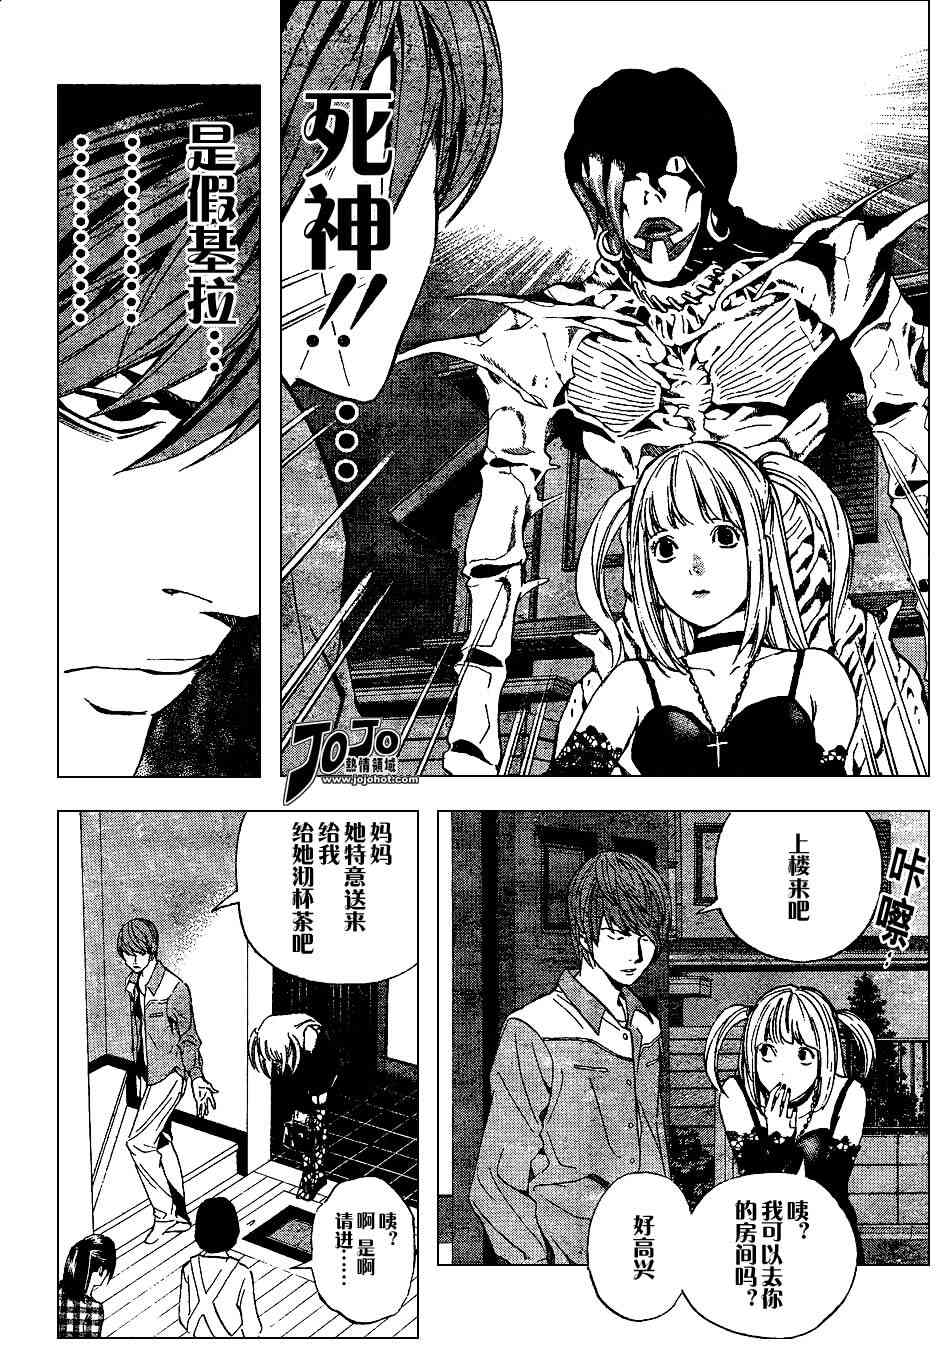 死神!!……
是假基拉…
………………
………………
JOJO
熱情領域
www.jojohot.com
咔嚓…
上楼来吧
咦?
我可以去你
的房间吗?
好高兴
妈妈
她特意送来
给我
给她沏杯茶吧
咦?
啊 是啊
请进……